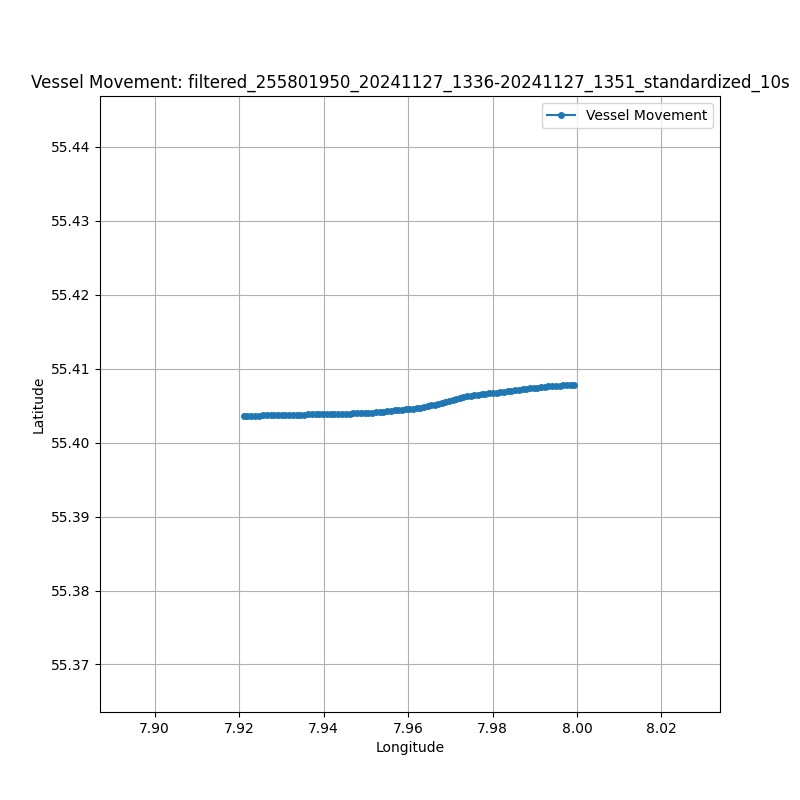 Vessel Movement: filtered_255801950_20241127_1336-20241127_1351_standardized_10s
Vessel Movement
55.44
55.43
55.42
55.41
55.40
55.39
55.38
55.37
Latitude
7.90 7.92 7.94 7.96 7.98 8.00 8.02
Longitude